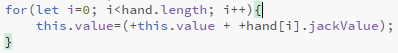 for(let i=0; i<hand.length; i++){
    this.value=(+this.value + +hand[i].jackValue);
}